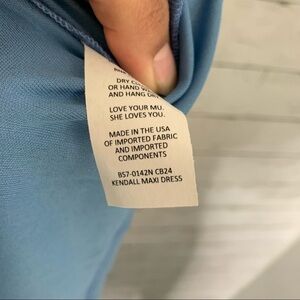 DRY
OR HAND
AND HANG
LOVE YOUR MU.
SHE LOVES YOU.
MADE IN THE USA
OF IMPORTED FABRIC
AND IMPORTED
COMPONENTS
BS7-0142N CB24
KENDALL MAXI DRESS